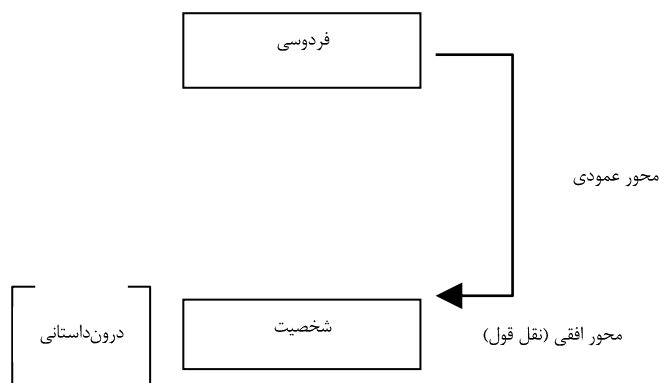 فردوسی
محور عمودی
محور افقی (نقل قول)
شخصیت
درون‌داستانی